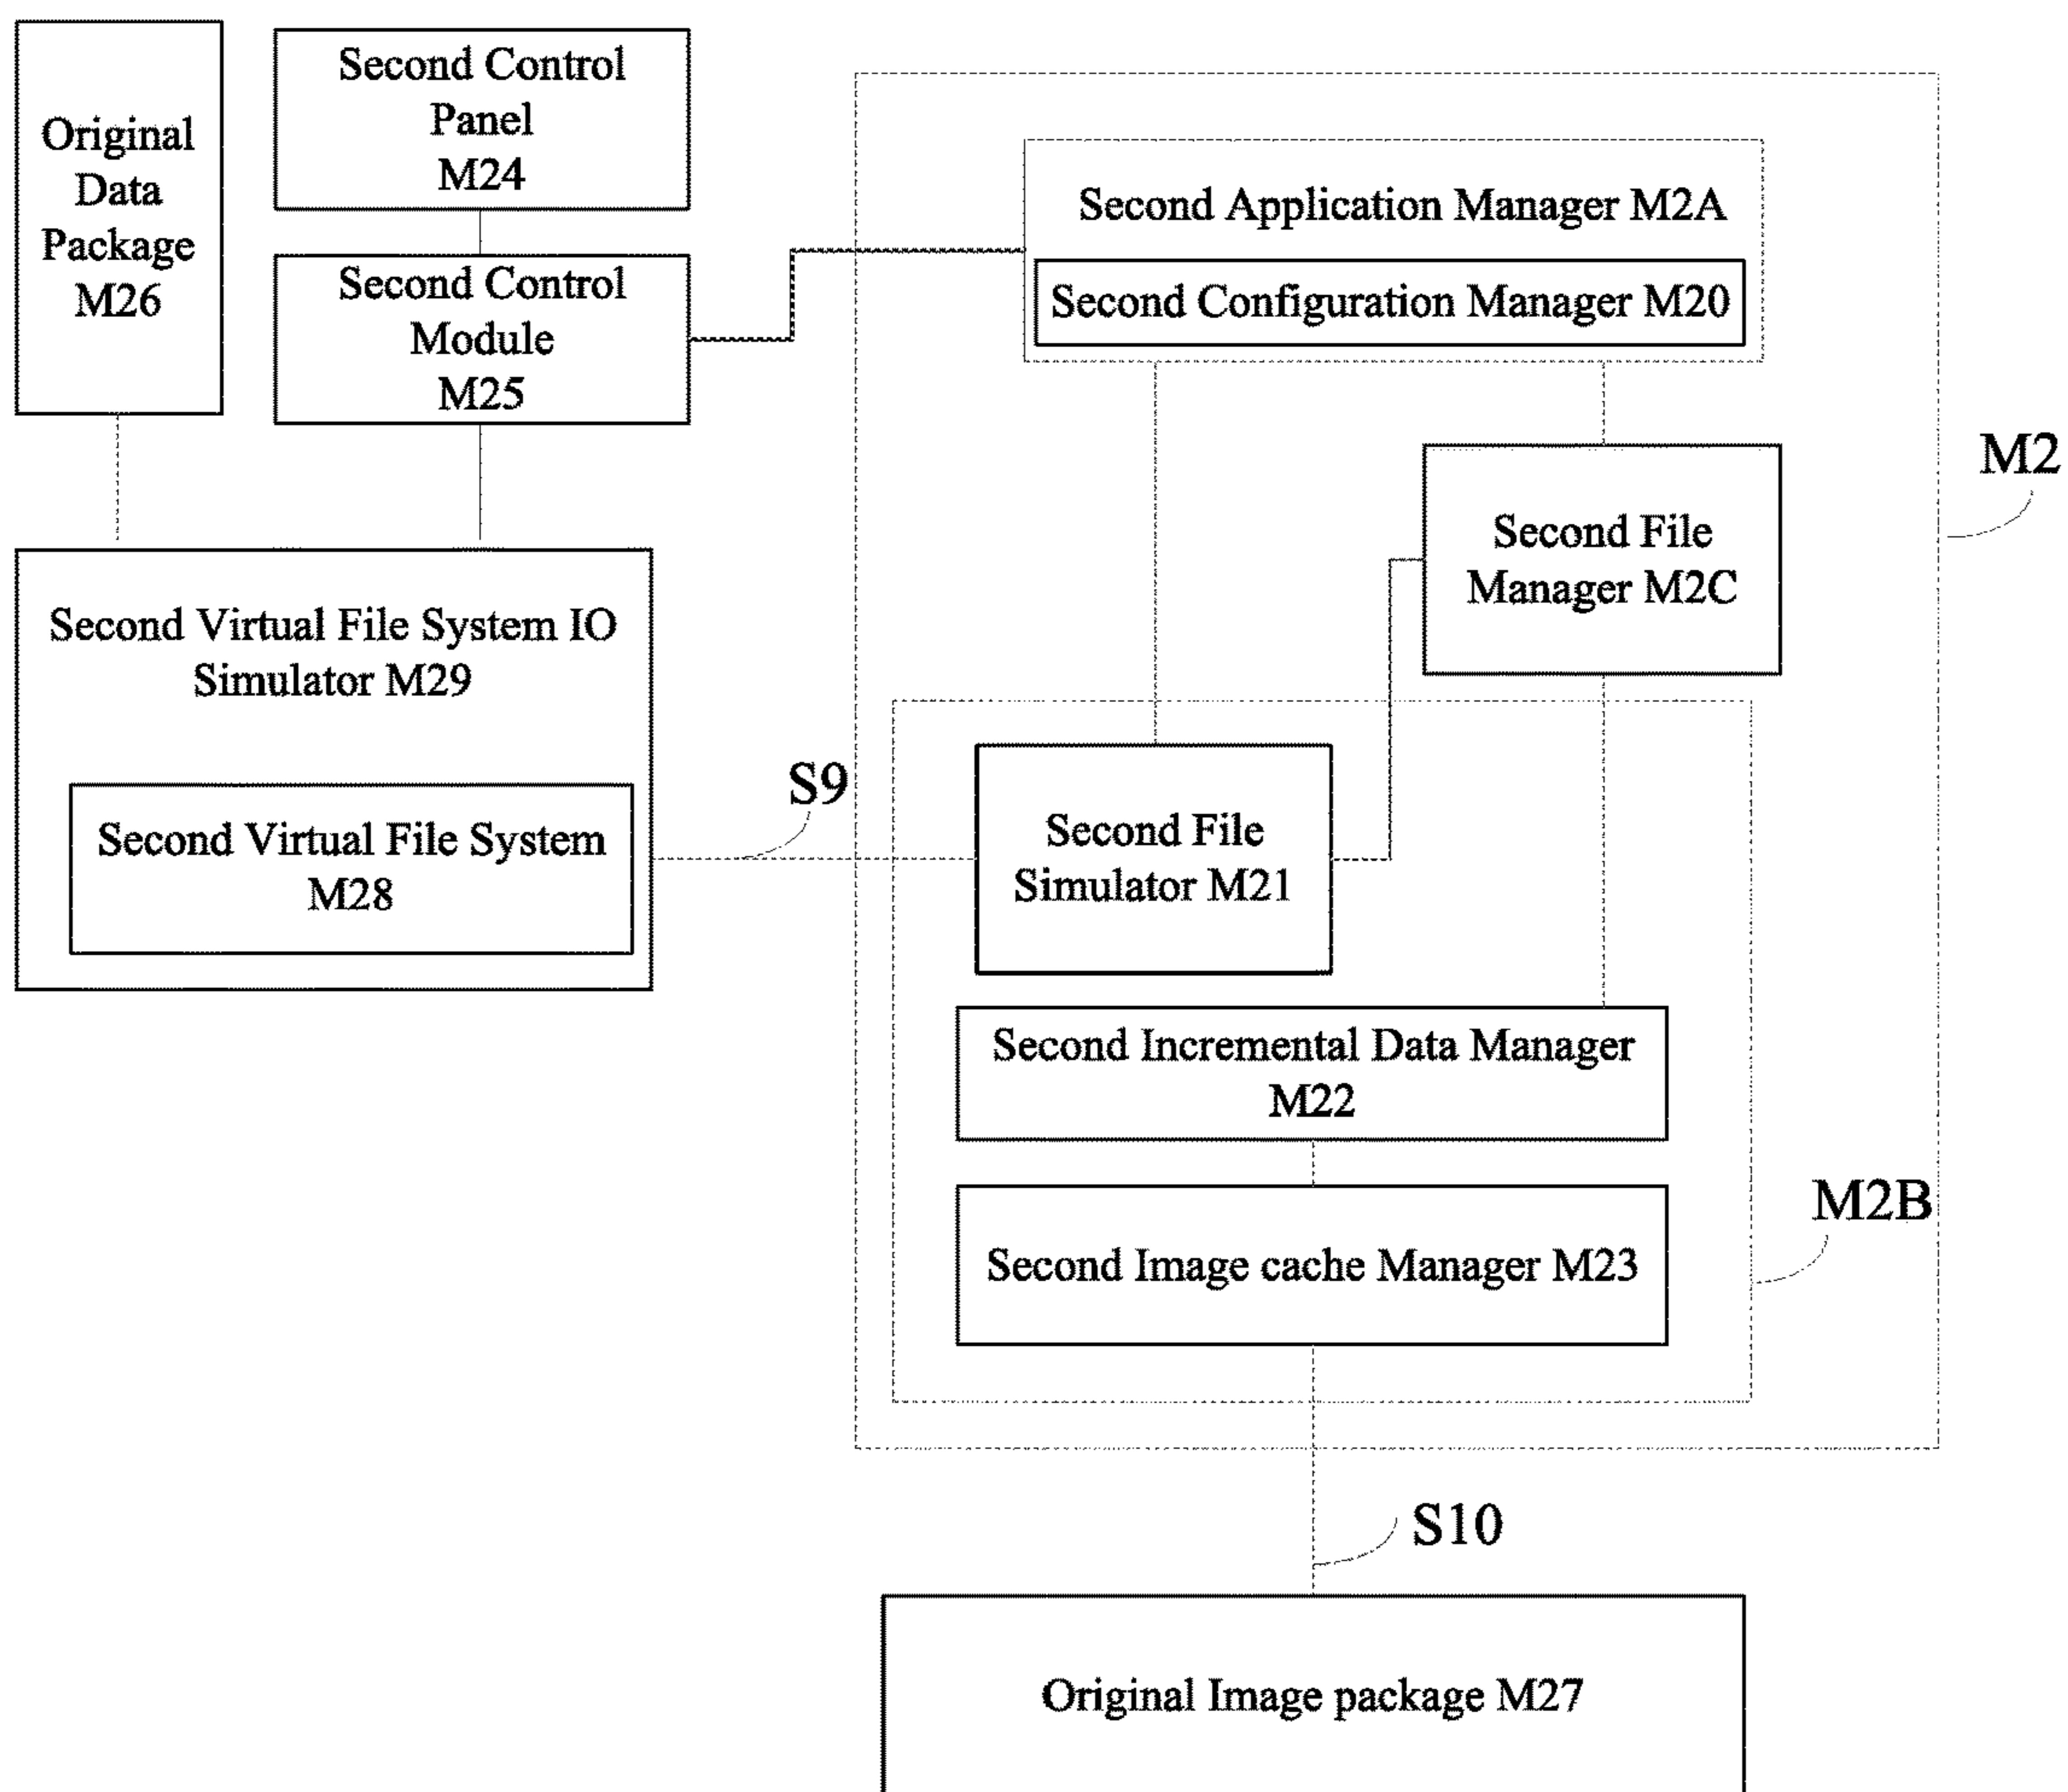 Original
Data
Package
M26
Second Control
Panel
M24
Second Control
Module
M25
Second Application Manager M2A
Second Configuration Manager M20
M2
Second File
Manager M2C
Second Virtual File System IO
Simulator M29
Second Virtual File System
M28
S9
Second File
Simulator M21
Second Incremental Data Manager
M22
Second Image cache Manager M23
M2B
S10
Original Image package M27